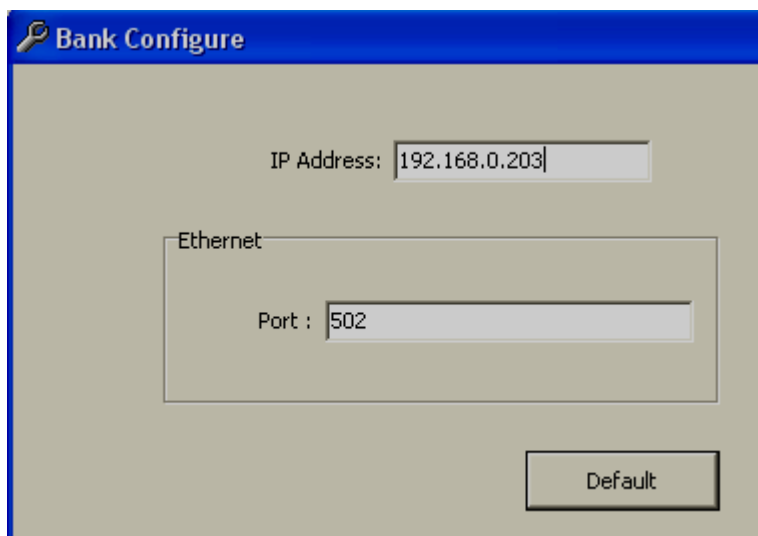 Bank Configure
IP Address: 192.168.0.203
Ethernet
Port : 502
Default